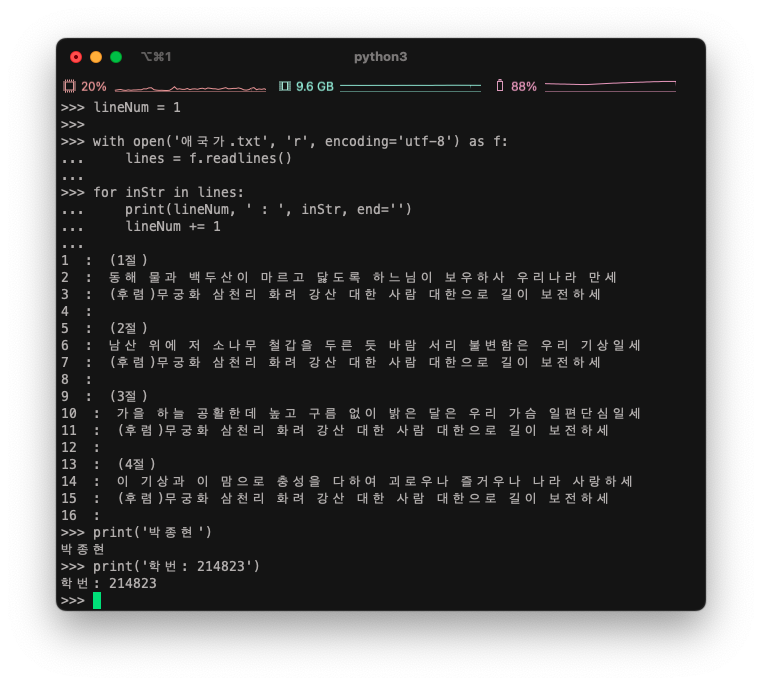 ⌥⌘1 python3
20% 9.6 GB 88%
>>> lineNum = 1
>>>
>>> with open('애국가.txt', 'r', encoding='utf-8') as f:
...     lines = f.readlines()
...
>>> for inStr in lines:
...     print(lineNum, ' : ', inStr, end='')
...     lineNum += 1
...
1  :  (1절)
2  :  동해 물과 백두산이 마르고 닳도록 하느님이 보우하사 우리나라 만세
3  :  (후렴)무궁화 삼천리 화려 강산 대한 사람 대한으로 길이 보전하세
4  :
5  :  (2절)
6  :  남산 위에 저 소나무 철갑을 두른 듯 바람 서리 불변함은 우리 기상일세
7  :  (후렴)무궁화 삼천리 화려 강산 대한 사람 대한으로 길이 보전하세
8  :
9  :  (3절)
10  :  가을 하늘 공활한데 높고 구름 없이 밝은 달은 우리 가슴 일편단심일세
11  :  (후렴)무궁화 삼천리 화려 강산 대한 사람 대한으로 길이 보전하세
12  :
13  :  (4절)
14  :  이 기상과 이 맘으로 충성을 다하여 괴로우나 즐거우나 나라 사랑하세
15  :  (후렴)무궁화 삼천리 화려 강산 대한 사람 대한으로 길이 보전하세
16  :
>>> print('박종현')
박종현
>>> print('학번: 214823')
학번: 214823
>>>